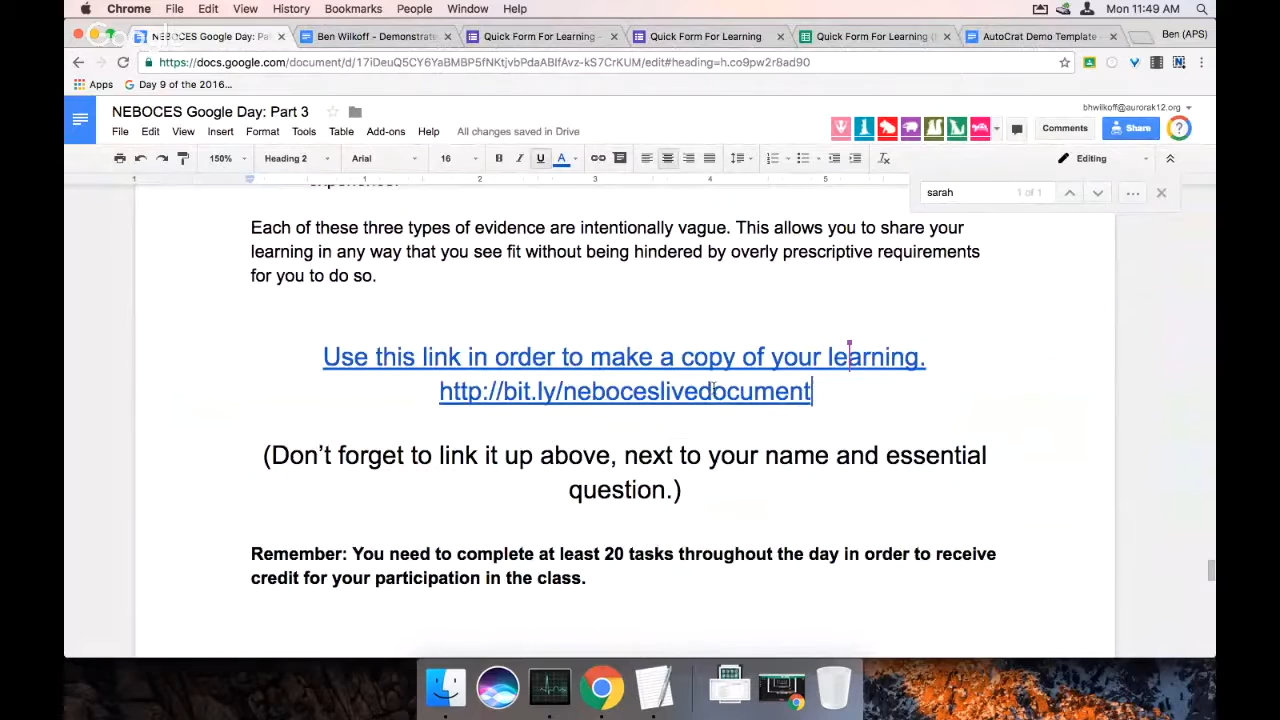 Chrome File Edit View History Bookmarks People Window Help Mon 11:49 AM
Google
NEBOCES Google Day: Par Ben Wilkoff - Demonstrate Quick Form For Learning - Quick Form For Learning Quick Form For Learning (I AutoCrat Demo Template - Ben (APS)
https://docs.google.com/document/d/17iDeuQ5CY6YaBMBP5fNKtjvbPdaABIfAvz-kS7CrKUM/edit#heading=h.co9pw2r8ad90
Apps Day 9 of the 2016...
NEBOCES Google Day: Part 3
bhwilkoff@aurorak12.org
File Edit View Insert Format Tools Table Add-ons Help All changes saved in Drive
Comments Share
150% Heading 2 Arial 16 B I U A Editing
1 1 2 3 4 5
sarah 1 of 1
experience.
Each of these three types of evidence are intentionally vague. This allows you to share your
learning in any way that you see fit without being hindered by overly prescriptive requirements
for you to do so.
Use this link in order to make a copy of your learning.
http://bit.ly/neboceslivedocument
(Don't forget to link it up above, next to your name and essential
question.)
Remember: You need to complete at least 20 tasks throughout the day in order to receive
credit for your participation in the class.